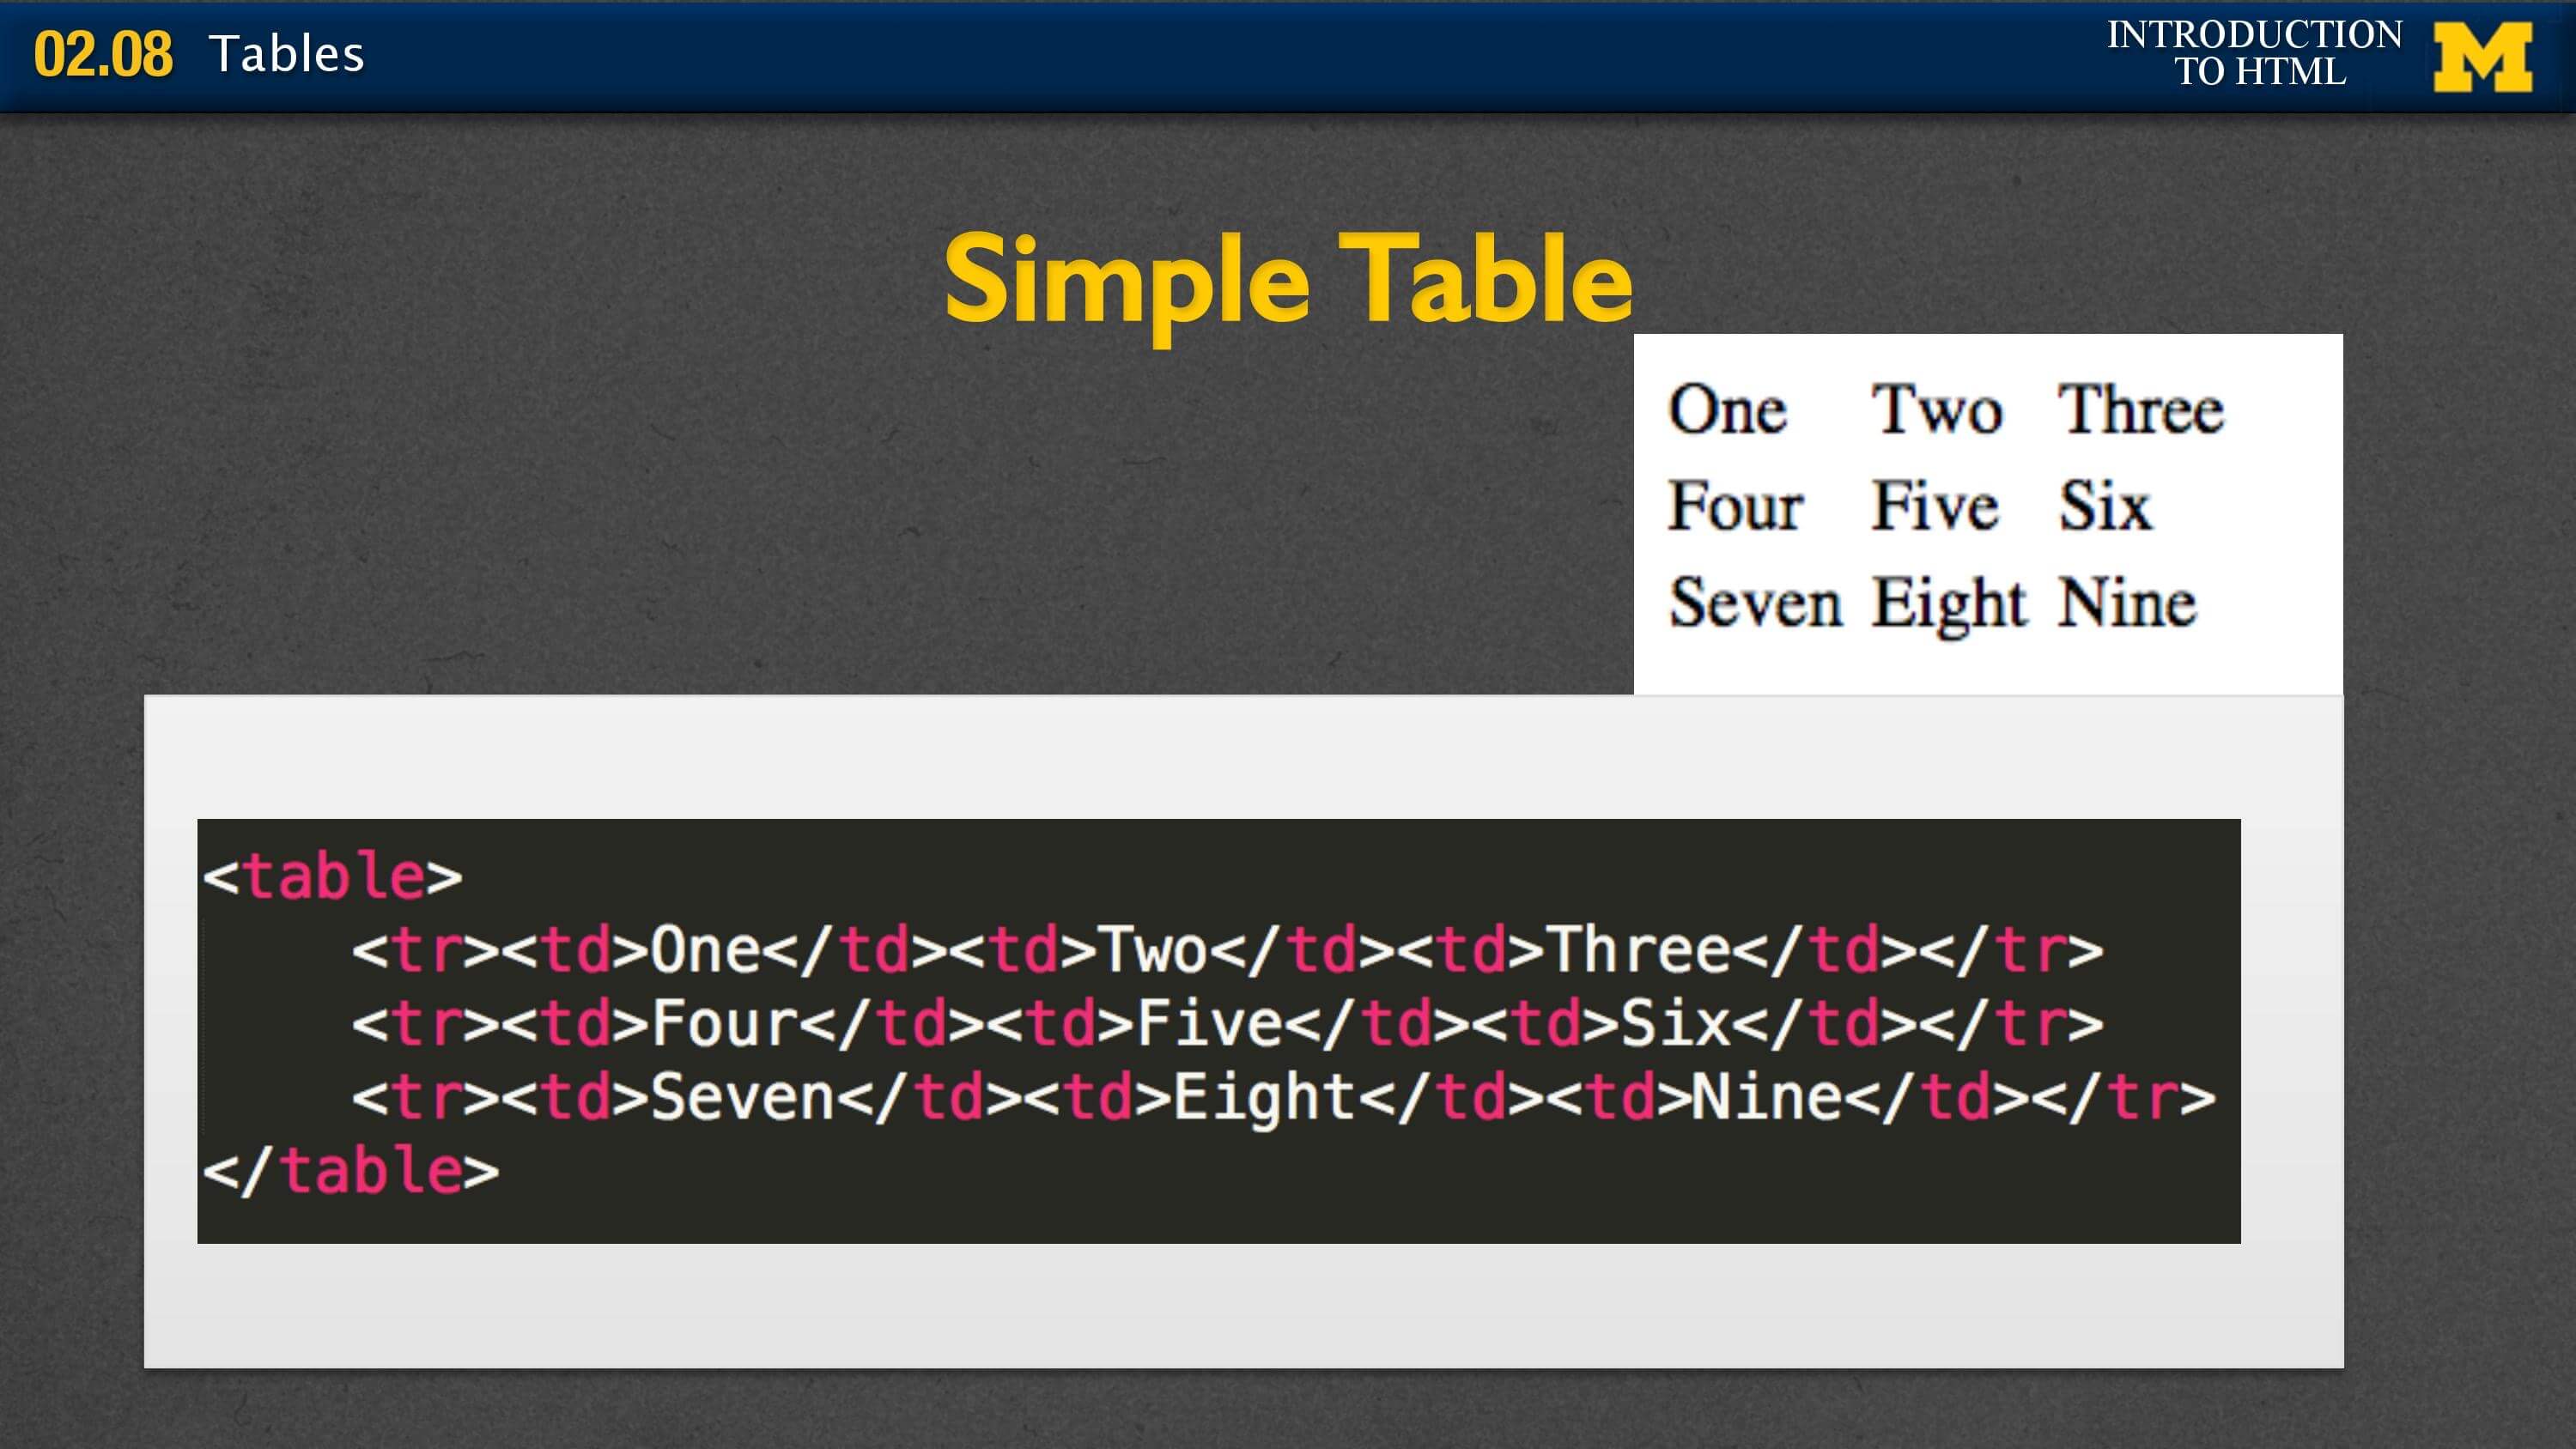 02.08 Tables
INTRODUCTION
TO HTML
M
Simple Table
One Two Three
Four Five Six
Seven Eight Nine
<table>
<tr><td>One</td><td>Two</td><td>Three</td></tr>
<tr><td>Four</td><td>Five</td><td>Six</td></tr>
<tr><td>Seven</td><td>Eight</td><td>Nine</td></tr>
</table>